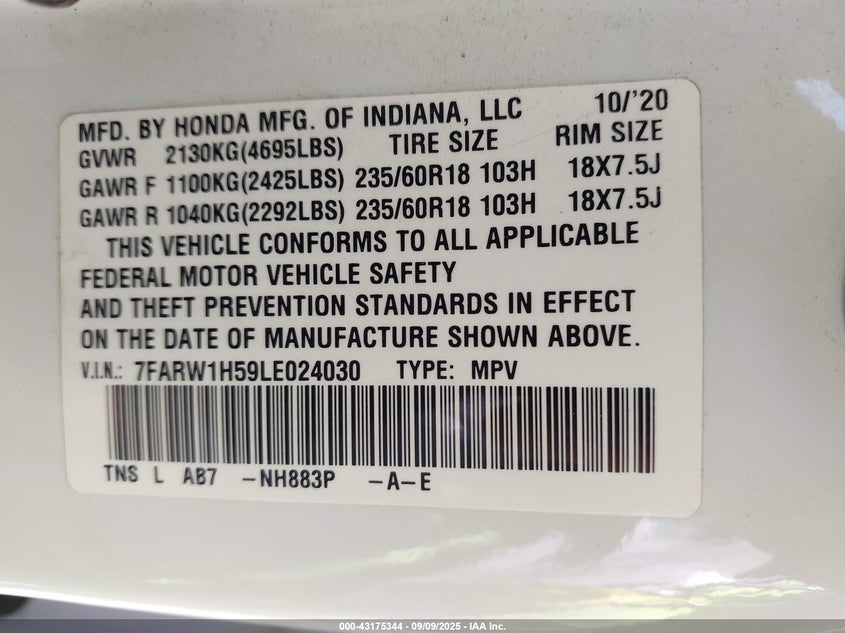 MFD. BY HONDA MFG. OF INDIANA, LLC 10/'20
GVWR 2130KG(4695LBS) TIRE SIZE RIM SIZE
GAWR F 1100KG(2425LBS) 235/60R18 103H 18X7.5J
GAWR R 1040KG(2292LBS) 235/60R18 103H 18X7.5J
THIS VEHICLE CONFORMS TO ALL APPLICABLE
FEDERAL MOTOR VEHICLE SAFETY
AND THEFT PREVENTION STANDARDS IN EFFECT
ON THE DATE OF MANUFACTURE SHOWN ABOVE.
V.I.N.: 7FARW1H59LE024030 TYPE: MPV
TNS L AB7 -NH883P -A-E
000-43175344 - 09/09/2025 - IAA Inc.